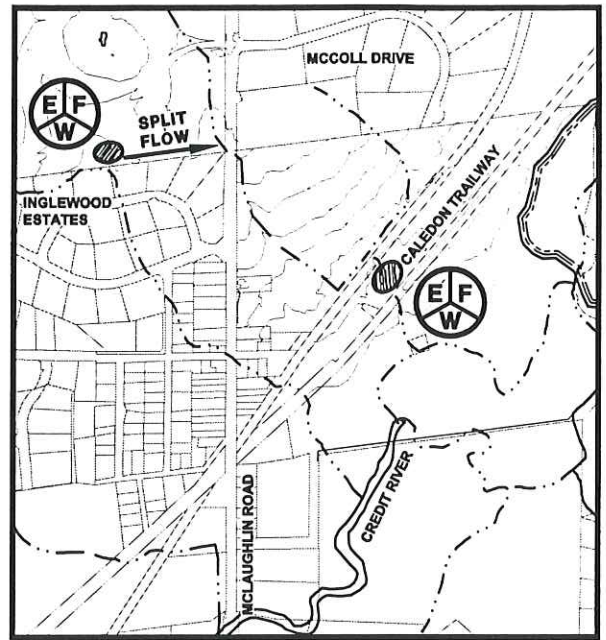 MCCOLL DRIVE
E F
W
SPLIT
FLOW
INGLEWOOD
ESTATES
CALEDON TRAILWAY
E F
W
MCLAUGHLIN ROAD
CREDIT RIVER